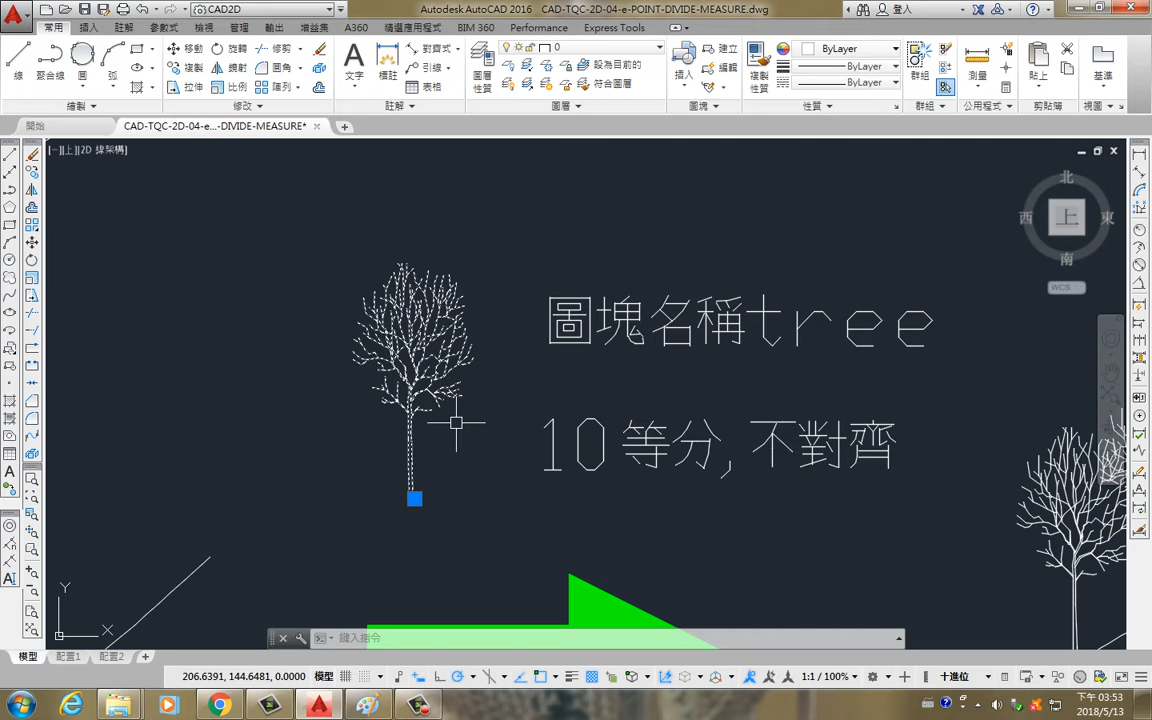 Autodesk AutoCAD 2016 CAD-TQC-2D-04-e-POINT-DIVIDE-MEASURE.dwg
CAD2D
登入
常用 插入 註解 參數式 檢視 管理 輸出 增益集 A360 精選應用程式 BIM 360 Express Tools Performance
線 聚合線 圓 弧
移動 旋轉 修剪
複製 鏡射 圓角
拉伸 比例 陣列
文字 標註
對齊式
引線
表格
圖層性質
0
設為目前的
符合圖層
插入
建立
編輯
複製性質
ByLayer
ByLayer
ByLayer
群組
測量
貼上
基準
繪製 修改 註解 圖層 圖塊 性質 群組 公用程式 剪貼簿 視圖
開始 CAD-TQC-2D-04-e...-DIVIDE-MEASURE*
[−][上][2D 線架構]
北
西 上 東
南
WCS
圖塊名稱tree
10等分,不對齊
Y
X
鍵入指令
模型 配置1 配置2
206.6391, 144.6481, 0.0000 模型 1:1 / 100% 十進位
下午 03:53
2018/5/13